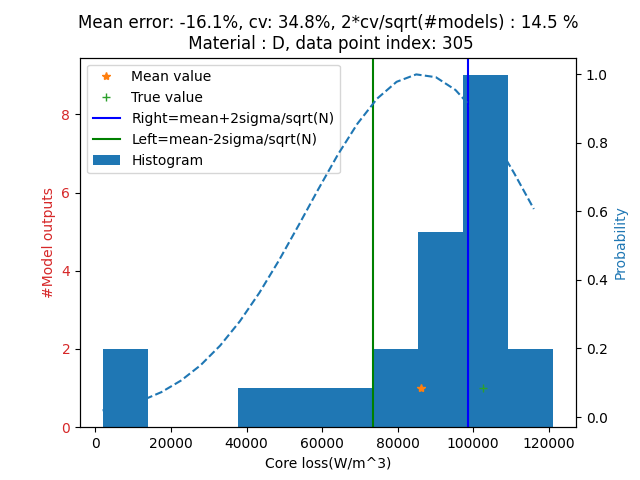 Mean error: -16.1%, cv: 34.8%, 2*cv/sqrt(#models) : 14.5 %
Material : D, data point index: 305
Mean value
True value
Right=mean+2sigma/sqrt(N)
Left=mean-2sigma/sqrt(N)
Histogram
#Model outputs
8
6
4
2
0
1.0
0.8
0.6
0.4
0.2
0.0
Probability
0 20000 40000 60000 80000 100000 120000
Core loss(W/m^3)